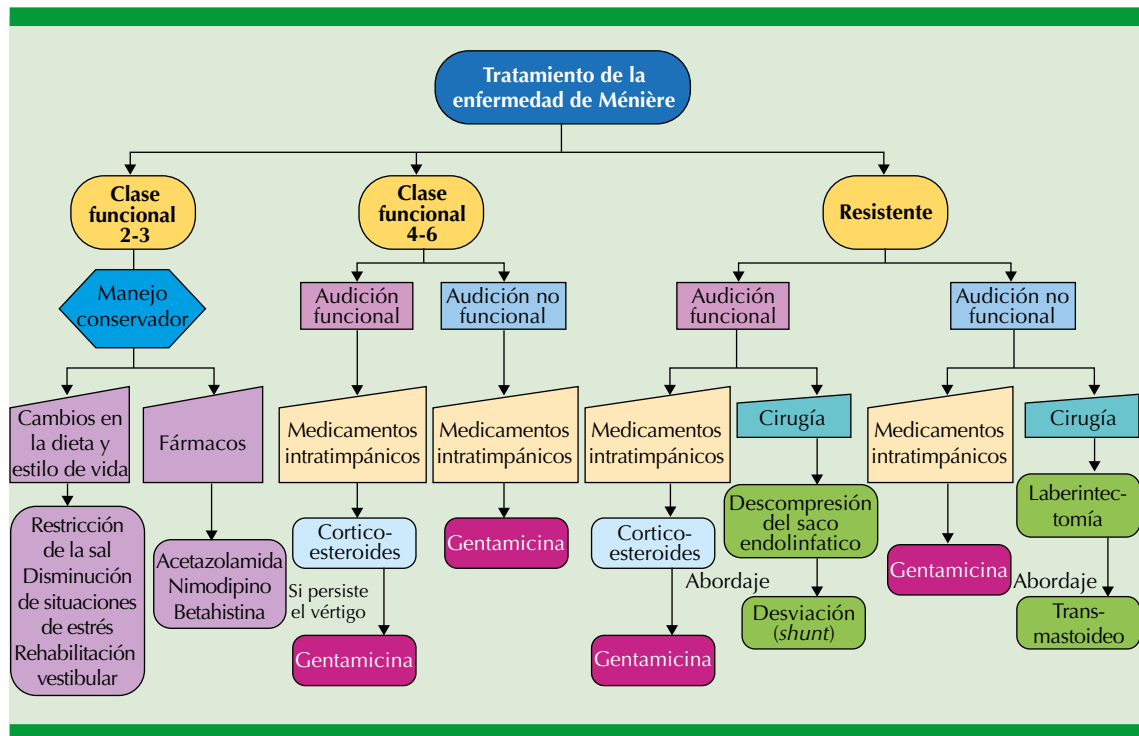 Tratamiento de la
enfermedad de Ménière
Clase
funcional
2-3
Clase
funcional
4-6
Resistente
Manejo
conservador
Audición
funcional
Audición no
funcional
Audición
funcional
Audición no
funcional
Cambios en
la dieta y
estilo de vida
Fármacos
Medicamentos
intratimpánicos
Medicamentos
intratimpánicos
Medicamentos
intratimpánicos
Cirugía
Medicamentos
intratimpánicos
Cirugía
Restricción
de la sal
Disminución
de situaciones
de estrés
Rehabilitación
vestibular
Acetazolamida
Nimodipino
Betahistina
Cortico-
esteroides
Si persiste
el vértigo
Gentamicina
Gentamicina
Cortico-
esteroides
Gentamicina
Descompresión
del saco
endolinfatico
Abordaje
Desviación
(shunt)
Gentamicina
Laberintec-
tomía
Abordaje
Trans-
mastoideo